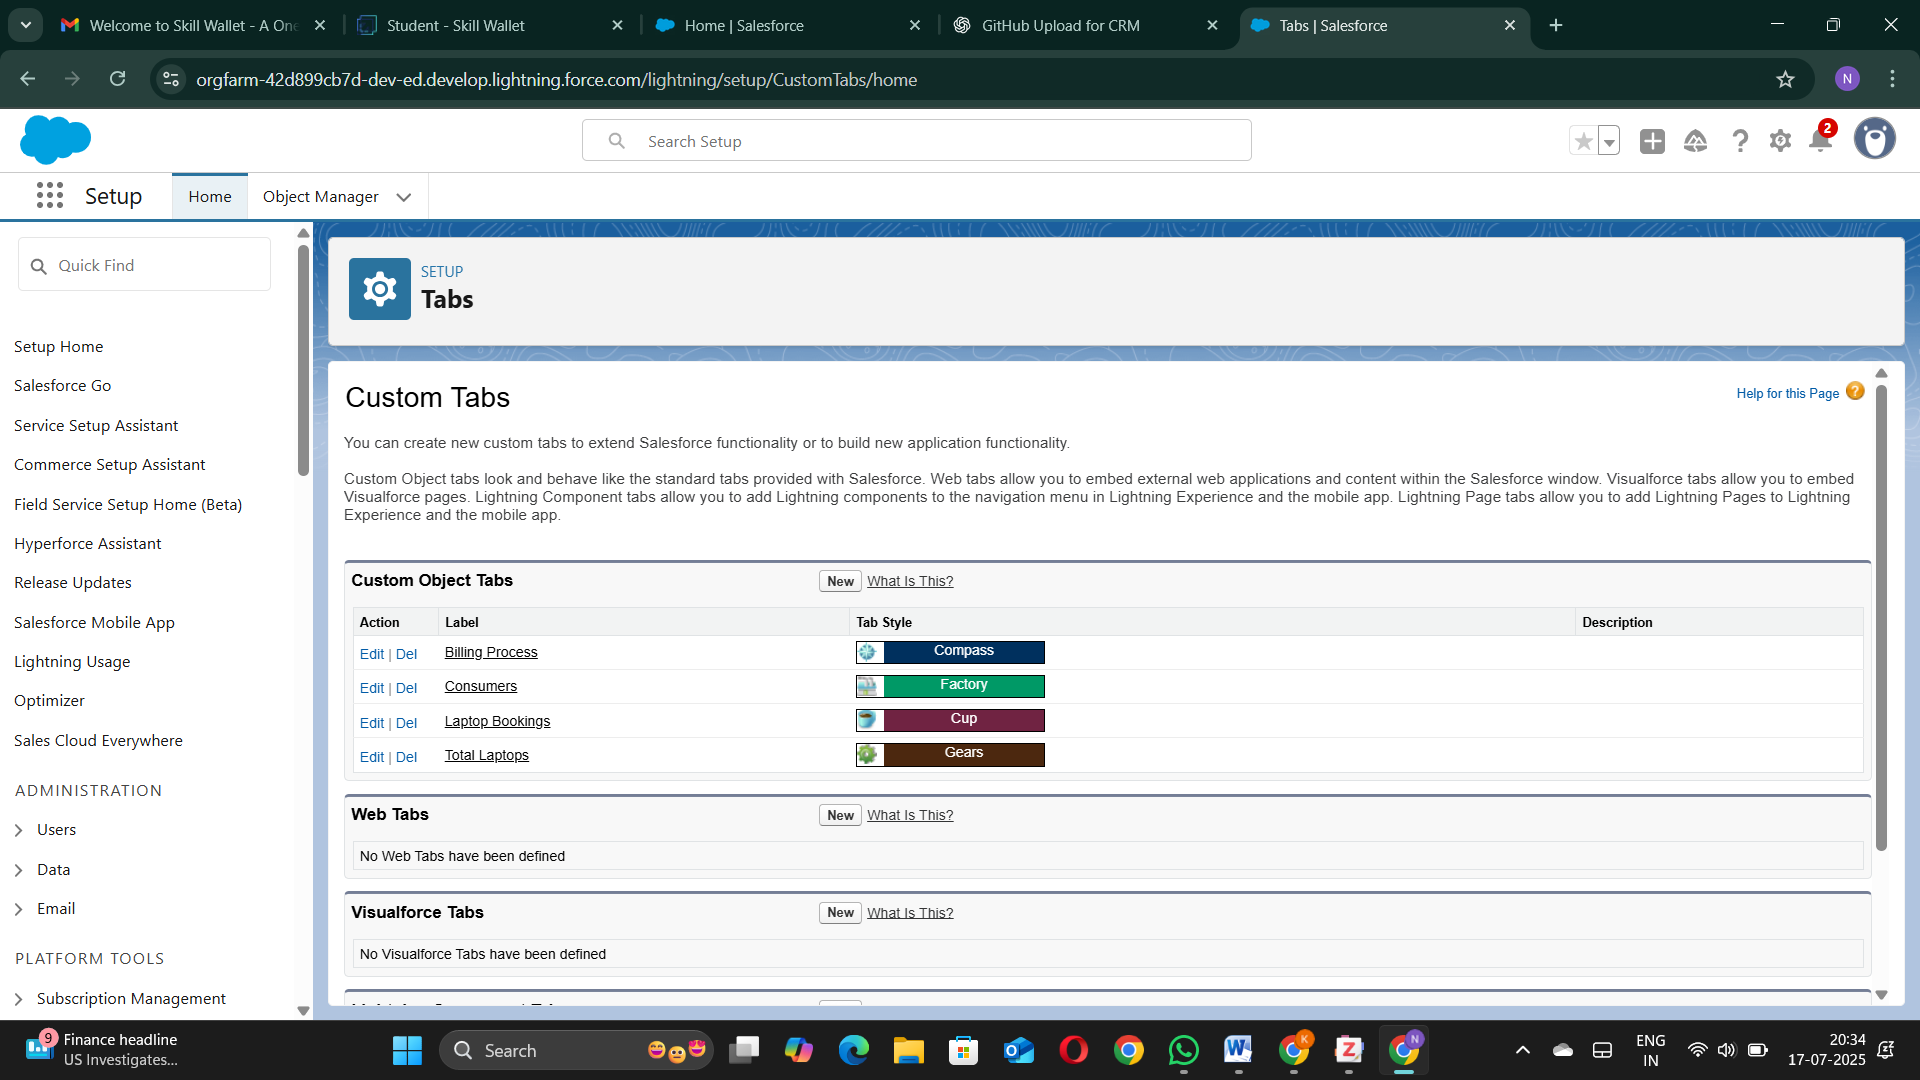 Welcome to Skill Wallet - A One
Student - Skill Wallet
Home | Salesforce
GitHub Upload for CRM
Tabs | Salesforce
orgfarm-42d899cb7d-dev-ed.develop.lightning.force.com/lightning/setup/CustomTabs/home
N
Search Setup
2
Setup
Home
Object Manager
Quick Find
Setup Home
Salesforce Go
Service Setup Assistant
Commerce Setup Assistant
Field Service Setup Home (Beta)
Hyperforce Assistant
Release Updates
Salesforce Mobile App
Lightning Usage
Optimizer
Sales Cloud Everywhere
ADMINISTRATION
Users
Data
Email
PLATFORM TOOLS
Subscription Management
SETUP
Tabs
Custom Tabs
Help for this Page ?
You can create new custom tabs to extend Salesforce functionality or to build new application functionality.
Custom Object tabs look and behave like the standard tabs provided with Salesforce. Web tabs allow you to embed external web applications and content within the Salesforce window. Visualforce tabs allow you to embed
Visualforce pages. Lightning Component tabs allow you to add Lightning components to the navigation menu in Lightning Experience and the mobile app. Lightning Page tabs allow you to add Lightning Pages to Lightning
Experience and the mobile app.
Custom Object Tabs New What Is This?
Action Label Tab Style Description
Edit | Del Billing Process Compass
Edit | Del Consumers Factory
Edit | Del Laptop Bookings Cup
Edit | Del Total Laptops Gears
Web Tabs New What Is This?
No Web Tabs have been defined
Visualforce Tabs New What Is This?
No Visualforce Tabs have been defined
9
Finance headline
US Investigates...
Search
K
N
ENG
IN
20:34
17-07-2025